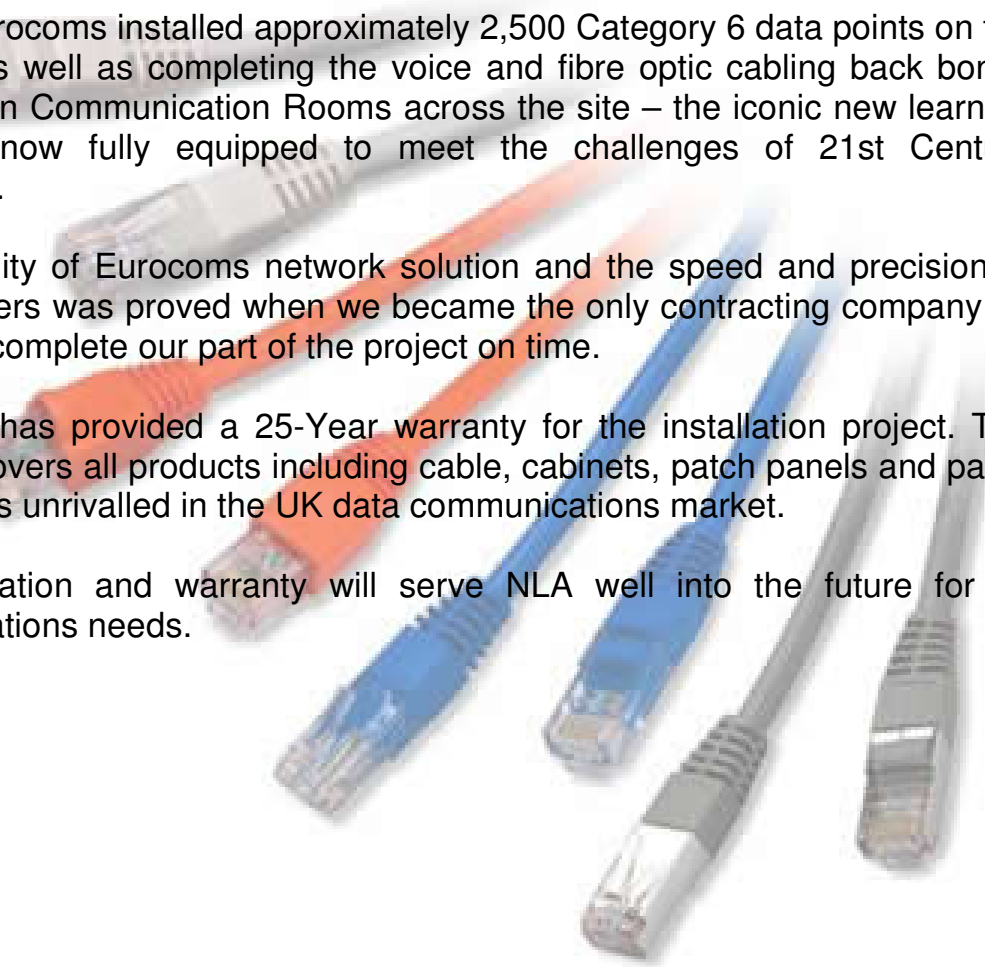 rocoms installed approximately 2,500 Category 6 data points on t
s well as completing the voice and fibre optic cabling back bon
n Communication Rooms across the site – the iconic new learn
now fully equipped to meet the challenges of 21st Cent
.
ity of Eurocoms network solution and the speed and precision
ers was proved when we became the only contracting company
complete our part of the project on time.
has provided a 25-Year warranty for the installation project. T
overs all products including cable, cabinets, patch panels and pa
s unrivalled in the UK data communications market.
ation and warranty will serve NLA well into the future for
ations needs.